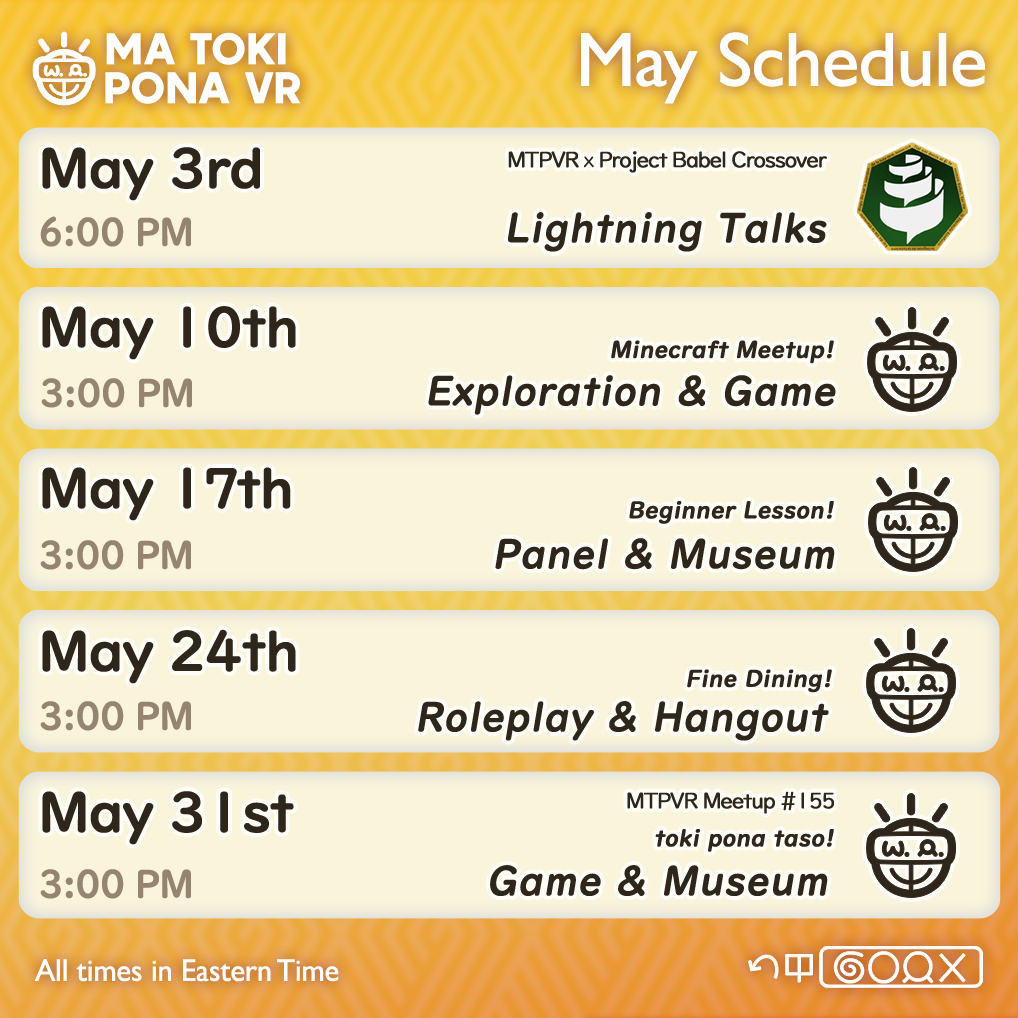 MA TOKI
PONA VR
May Schedule
May 3rd
6:00 PM
MTPVR x Project Babel Crossover
Lightning Talks
May 10th
3:00 PM
Minecraft Meetup!
Exploration & Game
w. a.
May 17th
3:00 PM
Beginner Lesson!
Panel & Museum
w. a.
May 24th
3:00 PM
Fine Dining!
Roleplay & Hangout
w. a.
May 31st
3:00 PM
MTPVR Meetup #155
toki pona taso!
Game & Museum
w. a.
All times in Eastern Time